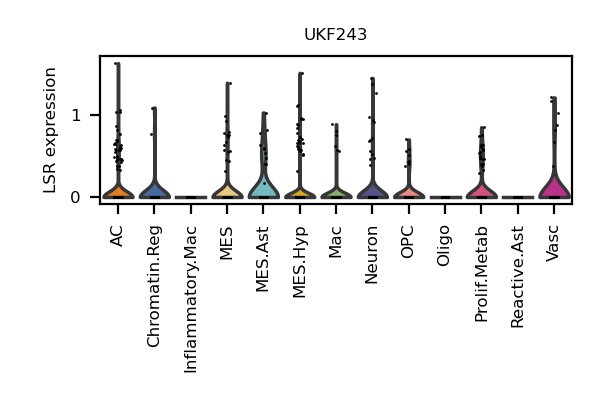 UKF243
LSR expression
1
0
AC
Chromatin.Reg
Inflammatory.Mac
MES
MES.Ast
MES.Hyp
Mac
Neuron
OPC
Oligo
Prolif.Metab
Reactive.Ast
Vasc